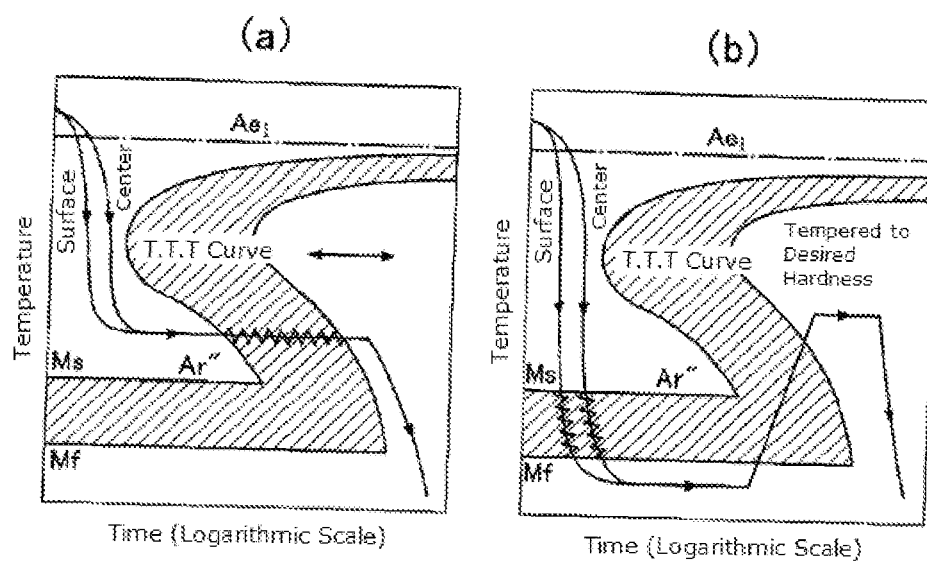 (a)
Ae₁
Surface
Center
T.T.T Curve
Temperature
Ms
Ar″
Mf
Time (Logarithmic Scale)
(b)
Ae₁
Surface
Center
T.T.T Curve
Tempered to
Desired
Hardness
Temperature
Ms
Ar″
Mf
Time (Logarithmic Scale)